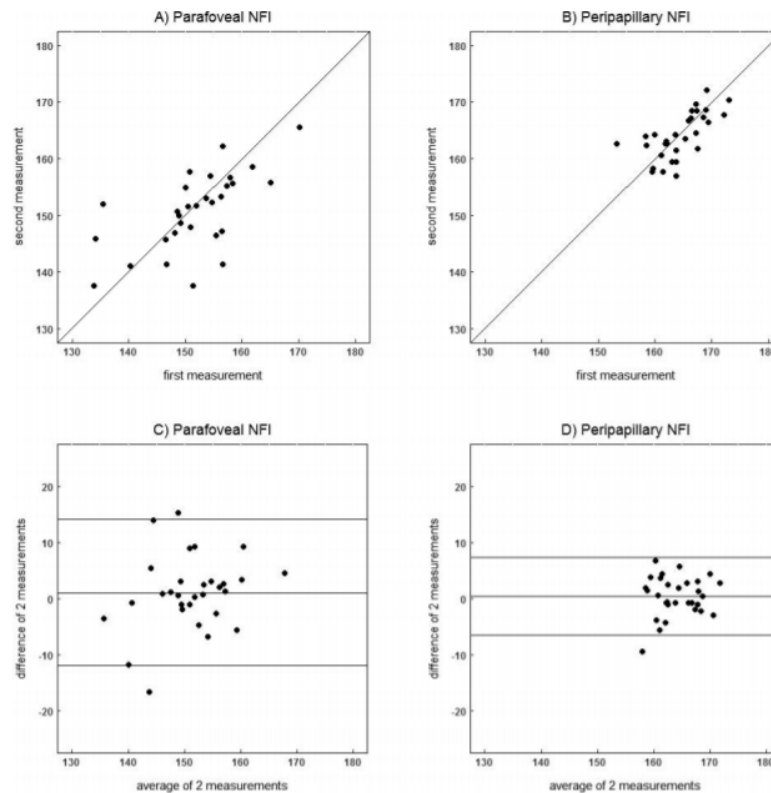 A) Parafoveal NFI
180
170
160
150
140
130
second measurement
130 140 150 160 170 180
first measurement
B) Peripapillary NFI
180
170
160
150
140
130
second measurement
130 140 150 160 170 180
first measurement
C) Parafoveal NFI
20
10
0
-10
-20
difference of 2 measurements
130 140 150 160 170 180
average of 2 measurements
D) Peripapillary NFI
20
10
0
-10
-20
difference of 2 measurements
130 140 150 160 170 180
average of 2 measurements